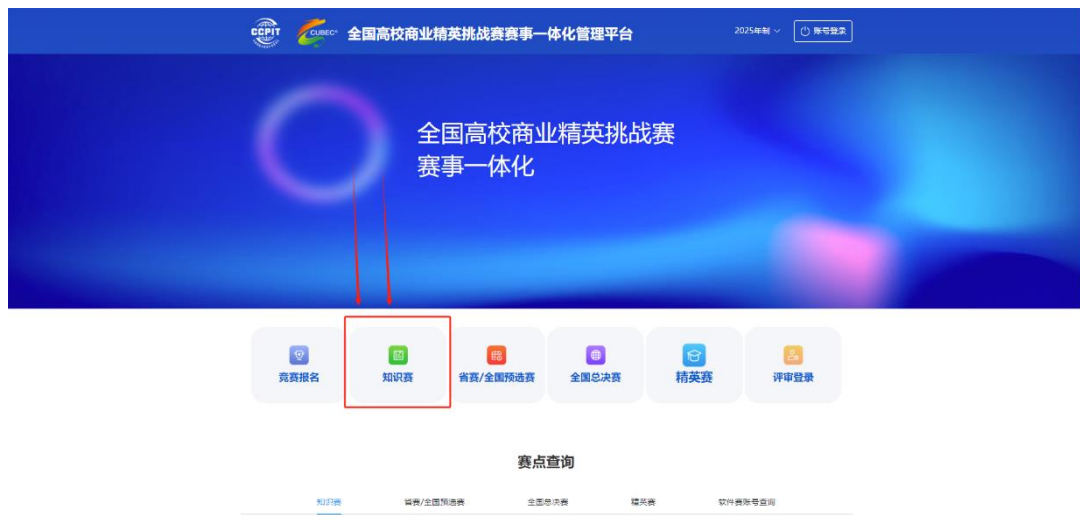 CCPIT
CUBEC
全国高校商业精英挑战赛赛事一体化管理平台
2025年制
账号登录
全国高校商业精英挑战赛
赛事一体化
竞赛报名
知识赛
省赛/全国预选赛
全国总决赛
精英赛
评审登录
赛点查询
知识赛
省赛/全国预选赛
全国总决赛
精英赛
软件赛账号查询